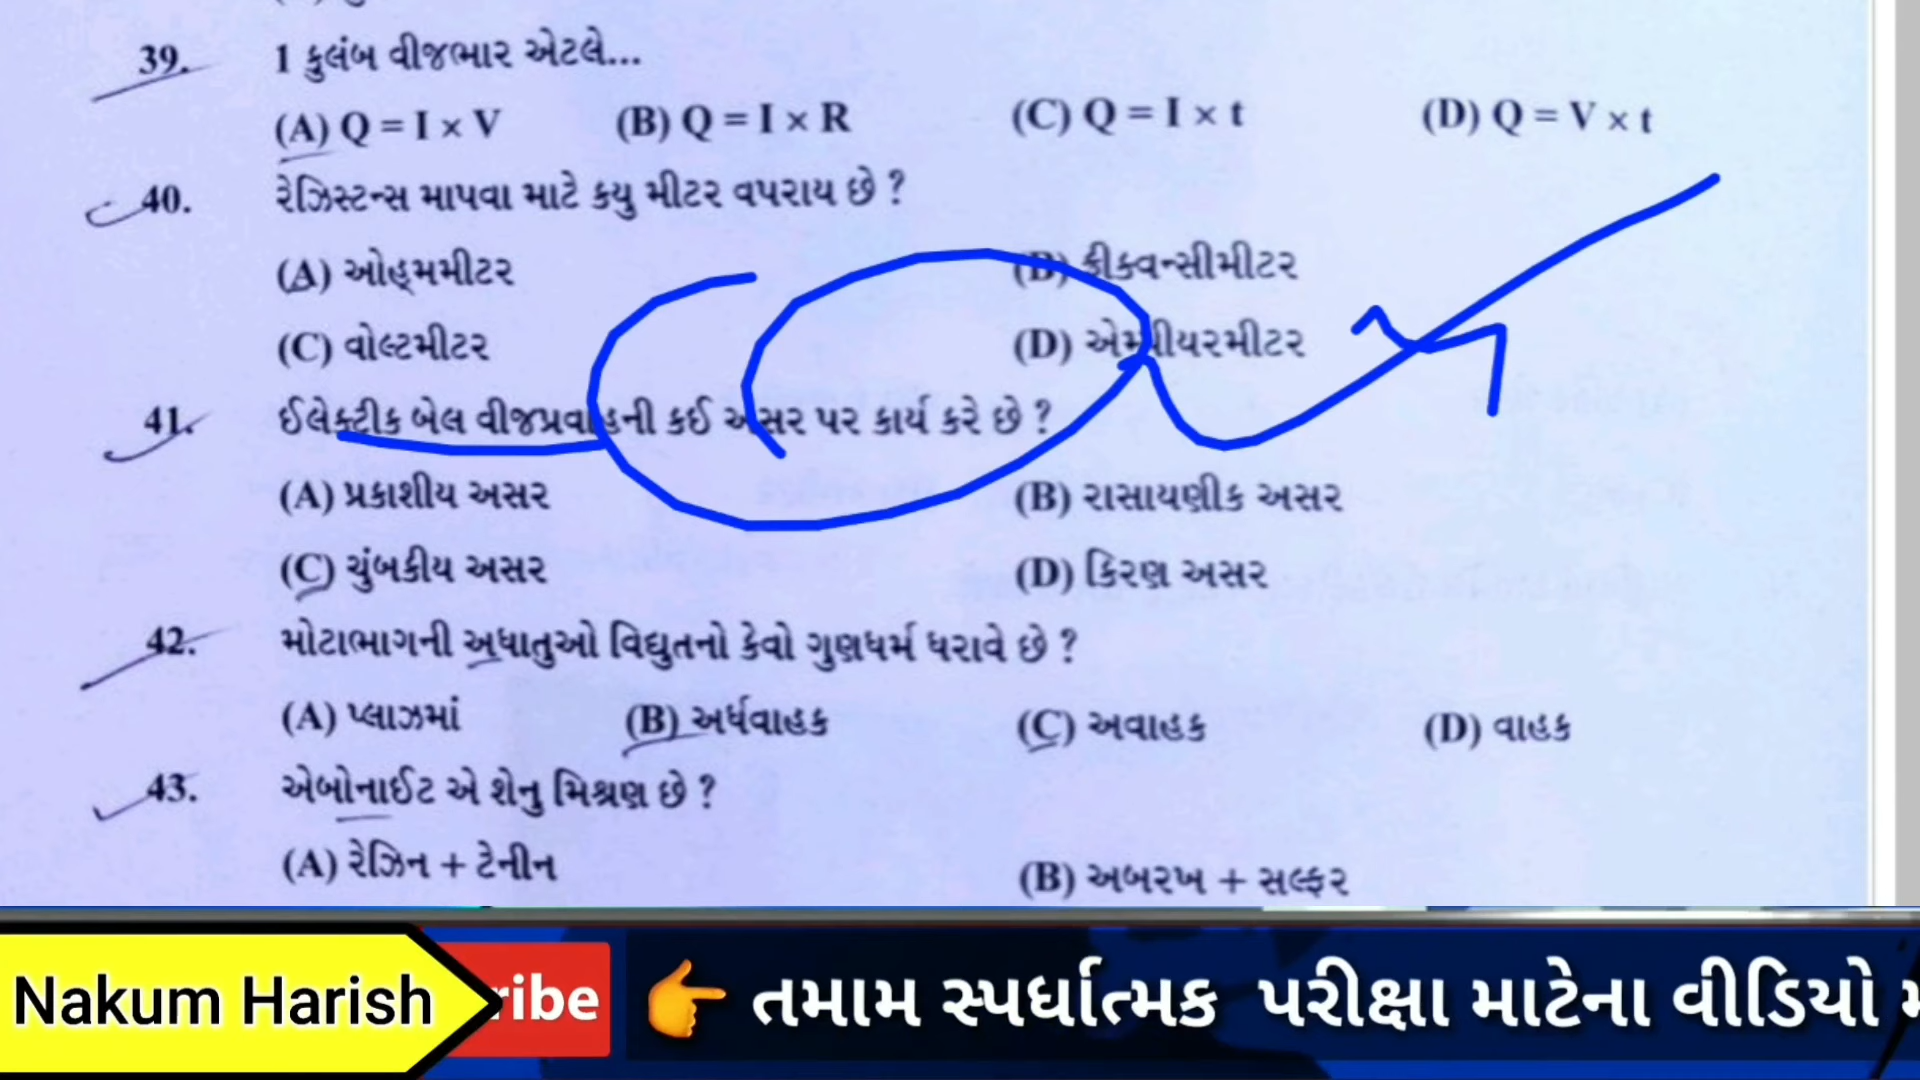 39. 1 કુલંબ વીજભાર એટલે...
(A) Q = I × V (B) Q = I × R (C) Q = I × t (D) Q = V × t
40. રેઝિસ્ટન્સ માપવા માટે કયુ મીટર વપરાય છે ?
(A) ઓહ્મમીટર (B) ફીક્વન્સીમીટર
(C) વોલ્ટમીટર (D) એમ્પીયરમીટર
41. ઈલેક્ટ્રીક બેલ વીજપ્રવાહની કઈ અસર પર કાર્ય કરે છે ?
(A) પ્રકાશીય અસર (B) રાસાયણીક અસર
(C) ચુંબકીય અસર (D) કિરણ અસર
42. મોટાભાગની અધાતુઓ વિદ્યુતનો કેવો ગુણધર્મ ધરાવે છે ?
(A) પ્લાઝમાં (B) અર્ધવાહક (C) અવાહક (D) વાહક
43. એબોનાઈટ એ શેનુ મિશ્રણ છે ?
(A) રેઝિન + ટેનીન (B) અબરખ + સલ્ફર
Nakum Harish ribe 👉 તમામ સ્પર્ધાત્મક પરીક્ષા માટેના વીડિયો